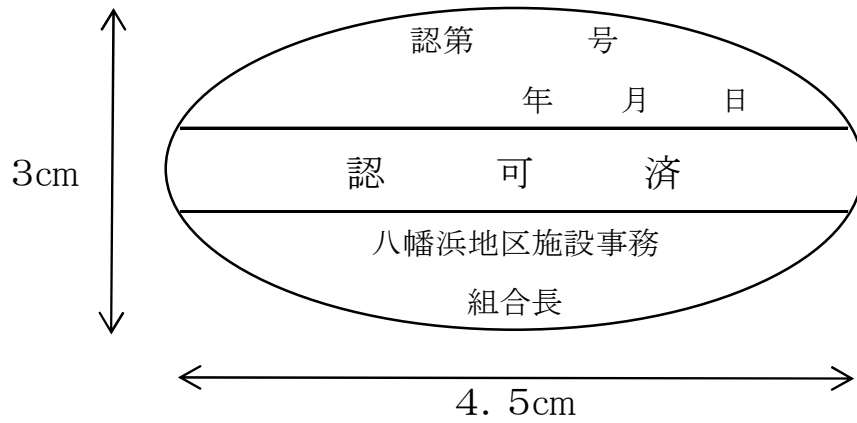 認第　　　号
年　　月　　日
認　　可　　済
八幡浜地区施設事務
組合長
3cm
4．5cm